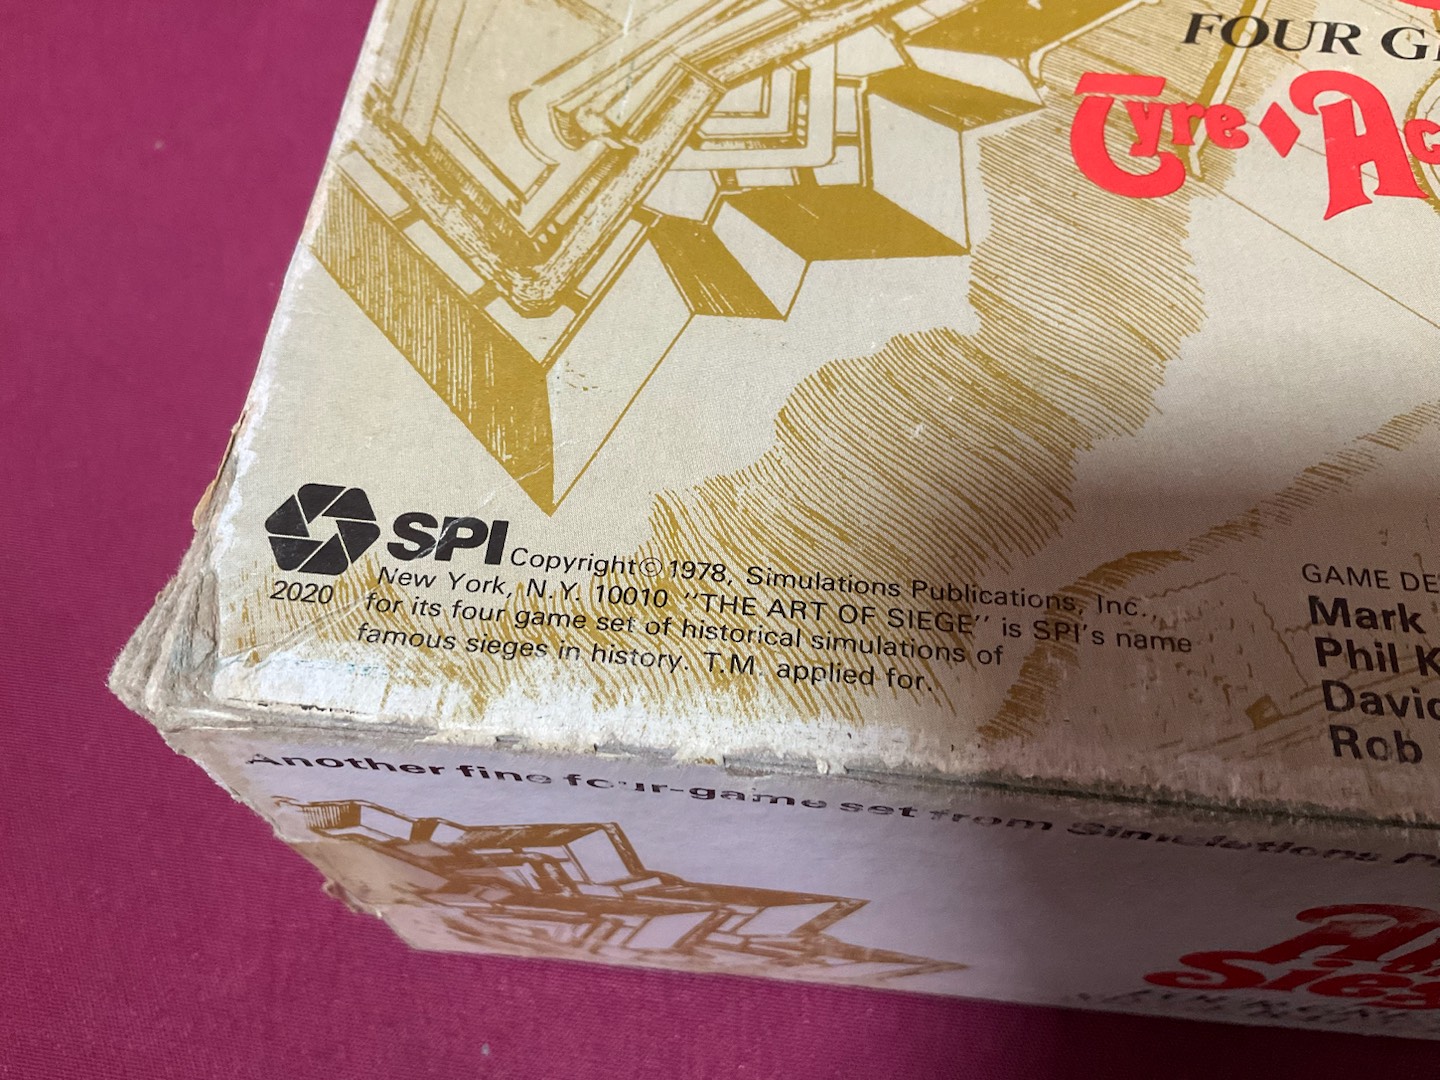 FOUR G
Tyre ♦ Ac
SPI Copyright © 1978, Simulations Publications, Inc.,
2020 New York, N.Y. 10010 "THE ART OF SIEGE" is SPI's name
for its four game set of historical simulations of
famous sieges in history. T.M. applied for.
GAME DE
Mark
Phil K
David
Rob
Another fine four-game set from Simulations
Siege